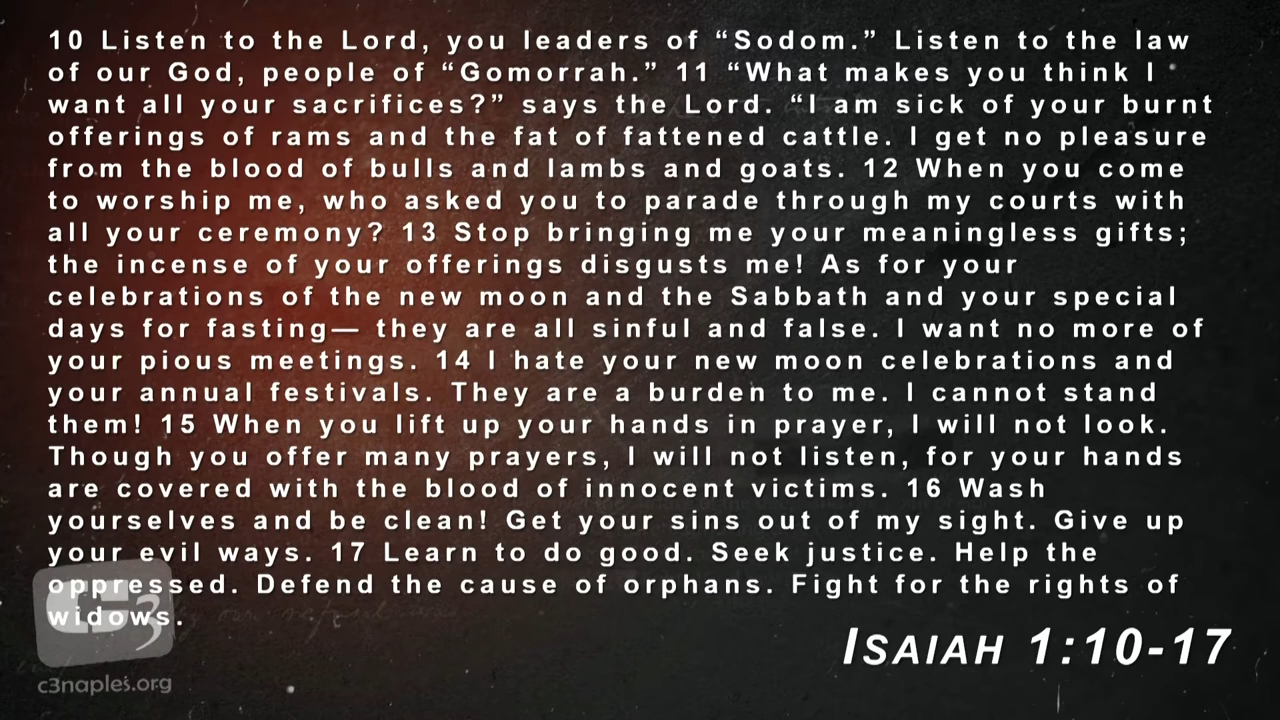 10 Listen to the Lord, you leaders of “Sodom.” Listen to the law
of our God, people of “Gomorrah.” 11 “What makes you think I
want all your sacrifices?” says the Lord. “I am sick of your burnt
offerings of rams and the fat of fattened cattle. I get no pleasure
from the blood of bulls and lambs and goats. 12 When you come
to worship me, who asked you to parade through my courts with
all your ceremony? 13 Stop bringing me your meaningless gifts;
the incense of your offerings disgusts me! As for your
celebrations of the new moon and the Sabbath and your special
days for fasting— they are all sinful and false. I want no more of
your pious meetings. 14 I hate your new moon celebrations and
your annual festivals. They are a burden to me. I cannot stand
them! 15 When you lift up your hands in prayer, I will not look.
Though you offer many prayers, I will not listen, for your hands
are covered with the blood of innocent victims. 16 Wash
yourselves and be clean! Get your sins out of my sight. Give up
your evil ways. 17 Learn to do good. Seek justice. Help the
oppressed. Defend the cause of orphans. Fight for the rights of
widows.
Isaiah 1:10-17
C3
c3naples.org